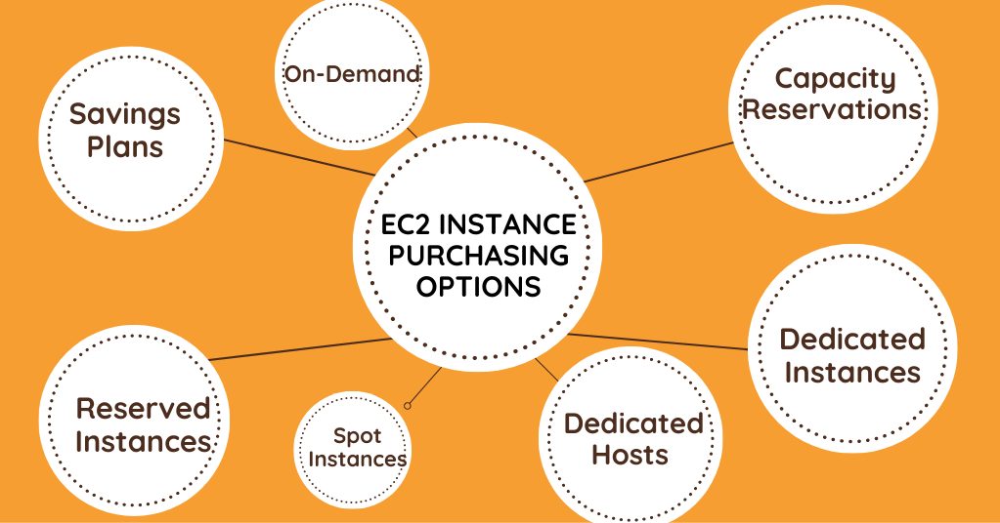 On-Demand
Savings
Plans
Capacity
Reservations
EC2 INSTANCE
PURCHASING
OPTIONS
Dedicated
Instances
Reserved
Instances
Spot
Instances
Dedicated
Hosts